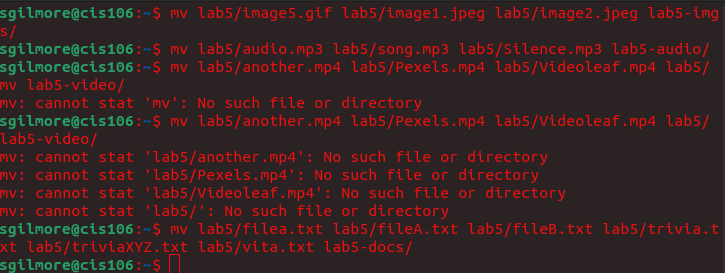 sgilmore@cis106:~$ mv lab5/image5.gif lab5/image1.jpeg lab5/image2.jpeg lab5-img
s/
sgilmore@cis106:~$ mv lab5/audio.mp3 lab5/song.mp3 lab5/Silence.mp3 lab5-audio/
sgilmore@cis106:~$ mv lab5/another.mp4 lab5/Pexels.mp4 lab5/Videoleaf.mp4 lab5/
mv lab5-video/
mv: cannot stat 'mv': No such file or directory
sgilmore@cis106:~$ mv lab5/another.mp4 lab5/Pexels.mp4 lab5/Videoleaf.mp4 lab5/
lab5-video/
mv: cannot stat 'lab5/another.mp4': No such file or directory
mv: cannot stat 'lab5/Pexels.mp4': No such file or directory
mv: cannot stat 'lab5/Videoleaf.mp4': No such file or directory
mv: cannot stat 'lab5/': No such file or directory
sgilmore@cis106:~$ mv lab5/filea.txt lab5/fileA.txt lab5/fileB.txt lab5/trivia.t
xt lab5/triviaXYZ.txt lab5/vita.txt lab5-docs/
sgilmore@cis106:~$